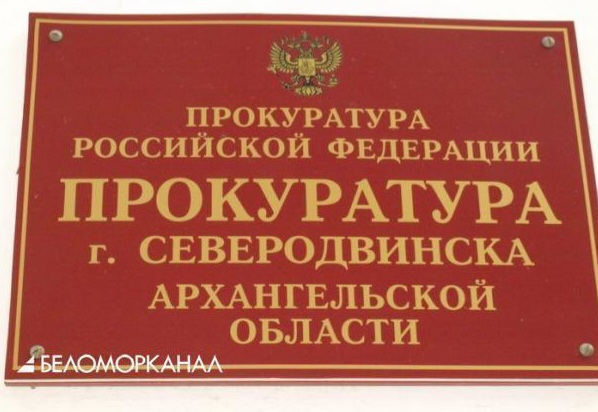 ПРОКУРАТУРА
РОССИЙСКОЙ ФЕДЕРАЦИИ
ПРОКУРАТУРА
г. СЕВЕРОДВИНСКА
АРХАНГЕЛЬСКОЙ
ОБЛАСТИ
БЕЛОМОРКАНАЛ